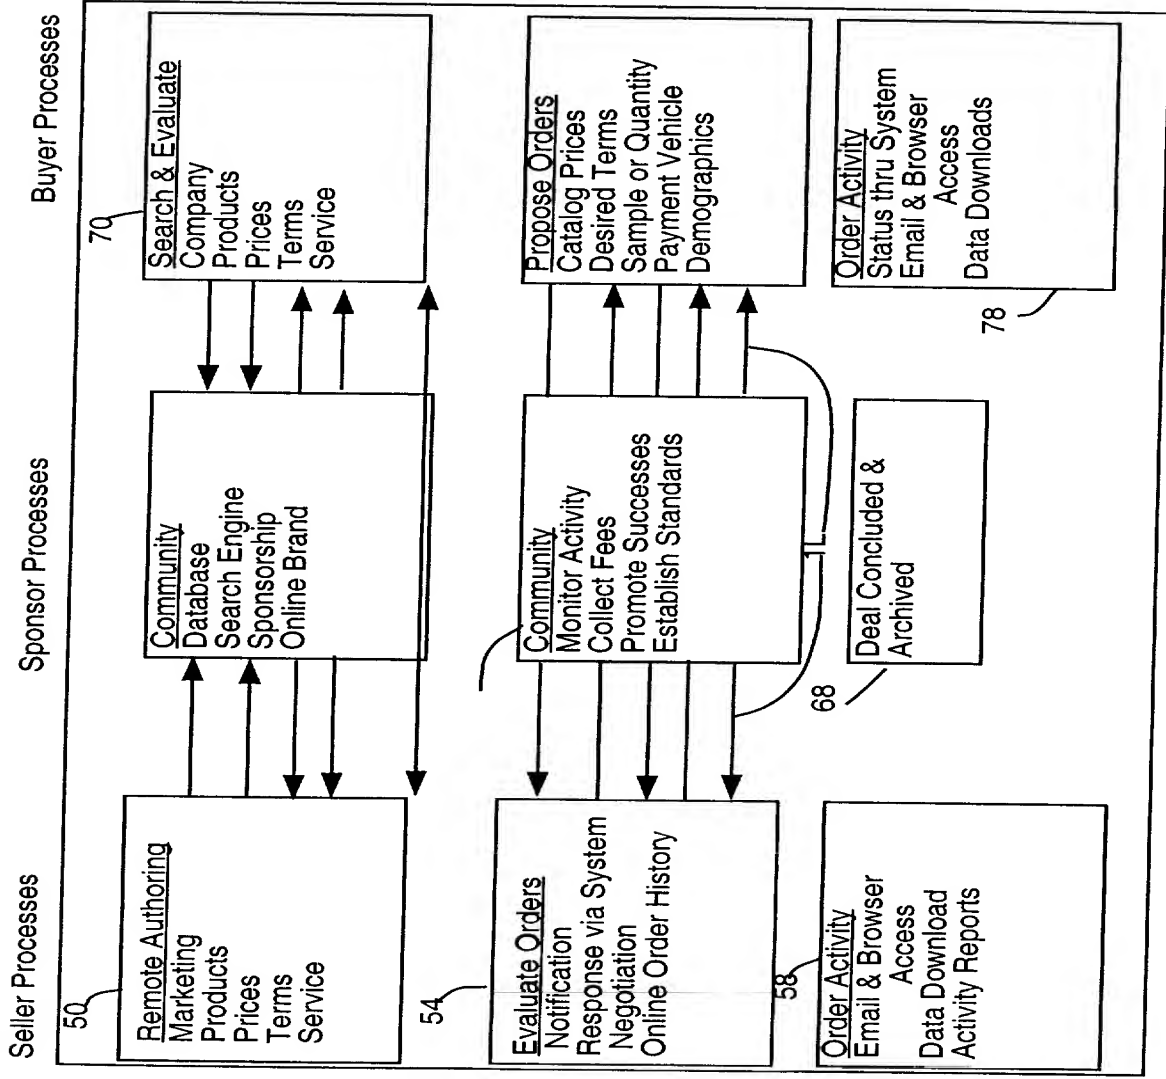 Seller Processes
Sponsor Processes
Buyer Processes
50
Remote Authoring
Marketing
Products
Prices
Terms
Service
Community
Database
Search Engine
Sponsorship
Online Brand
70
Search & Evaluate
Company
Products
Prices
Terms
Service
54
Evaluate Orders
Notification
Response via System
Negotiation
Online Order History
Community
Monitor Activity
Collect Fees
Promote Successes
Establish Standards
1L
Propose Orders
Catalog Prices
Desired Terms
Sample or Quantity
Payment Vehicle
Demographics
58
Order Activity
Email & Browser
Access
Data Download
Activity Reports
68
Deal Concluded &
Archived
78
Order Activity
Status thru System
Email & Browser
Access
Data Downloads